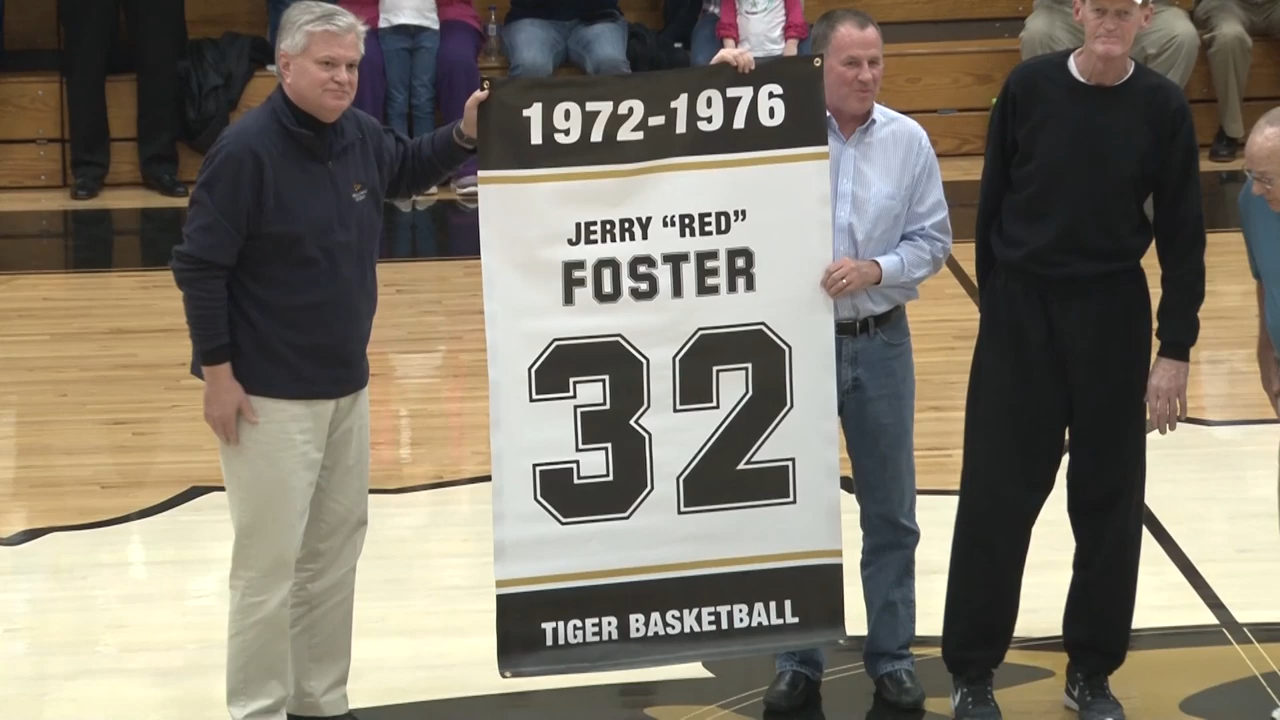 1972-1976
JERRY “RED”
FOSTER
32
TIGER BASKETBALL